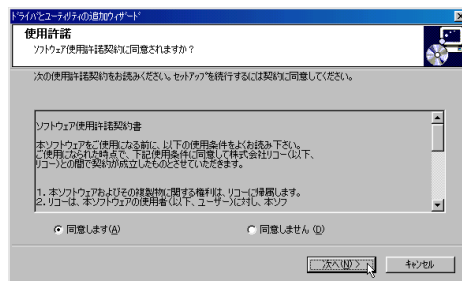 ドライバとユーティリティの追加ウィザード
使用許諾
ソフトウェア使用許諾契約に同意されますか?
次の使用許諾契約をお読みください。セットアップを続行するには契約に同意してください。
ソフトウェア使用許諾契約書
本ソフトウェアをご使用になる前に、以下の使用条件をよくお読み下さい。
ご使用になられた時点で、下記使用条件に同意して株式会社リコー(以下、
リコー)との間で契約が成立したものとさせていただきます。
1. 本ソフトウェアおよびその複製物に関する権利は、リコーに帰属します。
2. リコーは、本ソフトウェアの使用者(以下、ユーザー)に対し、本ソフ
同意します(A)
同意しません(D)
次へ(N) >
キャンセル